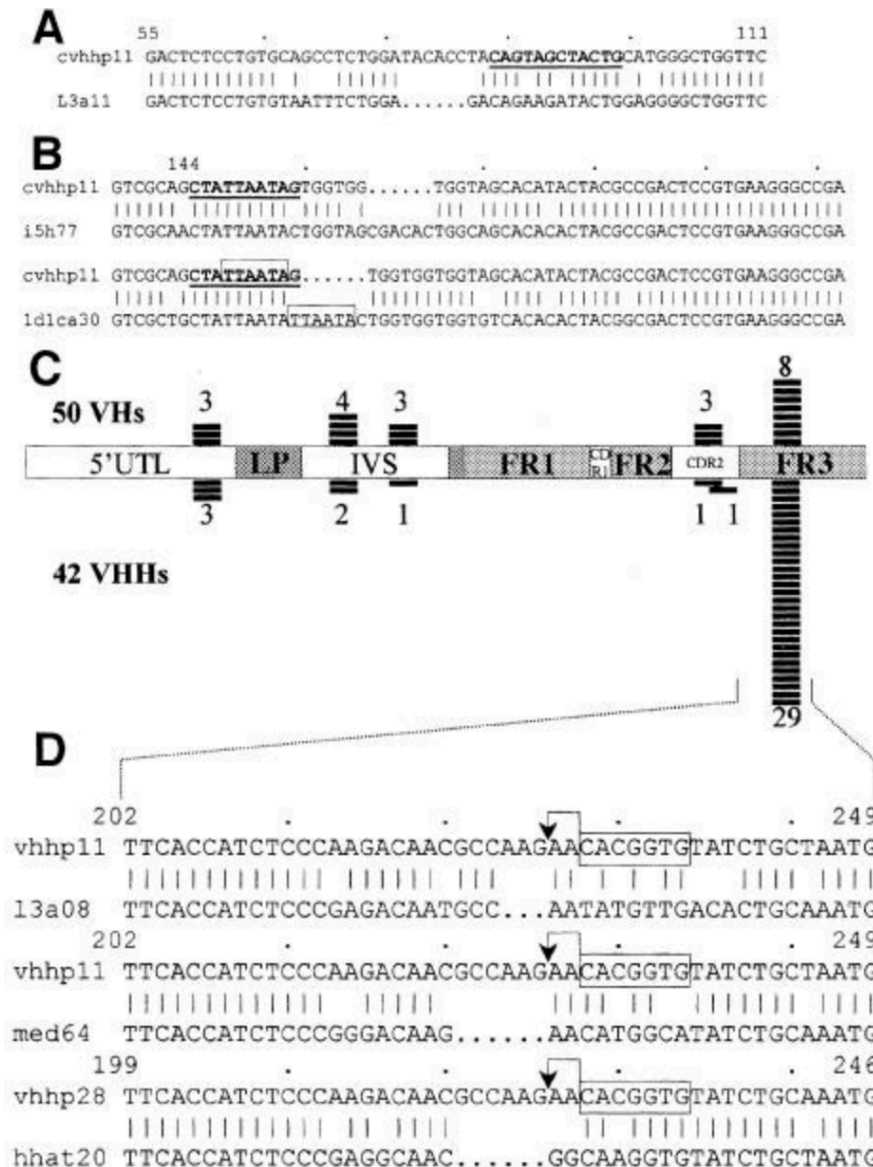 A
55 111
cvhhp11 GACTCTCCTGTGCAGCCTCTGGATACACCTACAGTAGCTACTGCATGGGCTGGTTC
L3a11 GACTCTCCTGTGTAATTTCTGGA......GACAGAAGATACTGGAGGGGCTGGTTC
B
144
cvhhp11 GTCGCAGCTATTAATAGTGGTGG......TGGTAGCACATACTACGCCGACTCCGTGAAGGGCCGA
i5h77 GTCGCAACTATTAATACTGGTAGCGACACTGGCAGCACACACTACGCCGACTCCGTGAAGGGCCGA
cvhhp11 GTCGCAGCTATTAATAG......TGGTGGTGGTAGCACATACTACGCCGACTCCGTGAAGGGCCGA
1d1ca30 GTCGCTGCTATTAATATTAATACTGGTGGTGGTGTCACACACTACGGCGACTCCGTGAAGGGCCGA
C
50 VHs 3 4 3 3 8
5'UTL LP IVS FR1 CDR1 FR2 CDR2 FR3
3 2 1 1 1
42 VHHs
29
D
202 249
vhhp11 TTCACCATCTCCCAAGACAACGCCAAGAACACGGTGTATCTGCTAATG
l3a08 TTCACCATCTCCCGAGACAATGCC...AATATGTTGACACTGCAAATG
202 249
vhhp11 TTCACCATCTCCCAAGACAACGCCAAGAACACGGTGTATCTGCTAATG
med64 TTCACCATCTCCCGGGACAAG......AACATGGCATATCTGCAAATG
199 246
vhhp28 TTCACCATCTCCCAAGACAACGCCAAGAACACGGTGTATCTGCAAATG
hhat20 TTCACCATCTCCCGAGGCAAC......GGCAAGGTGTATCTGCTAATG